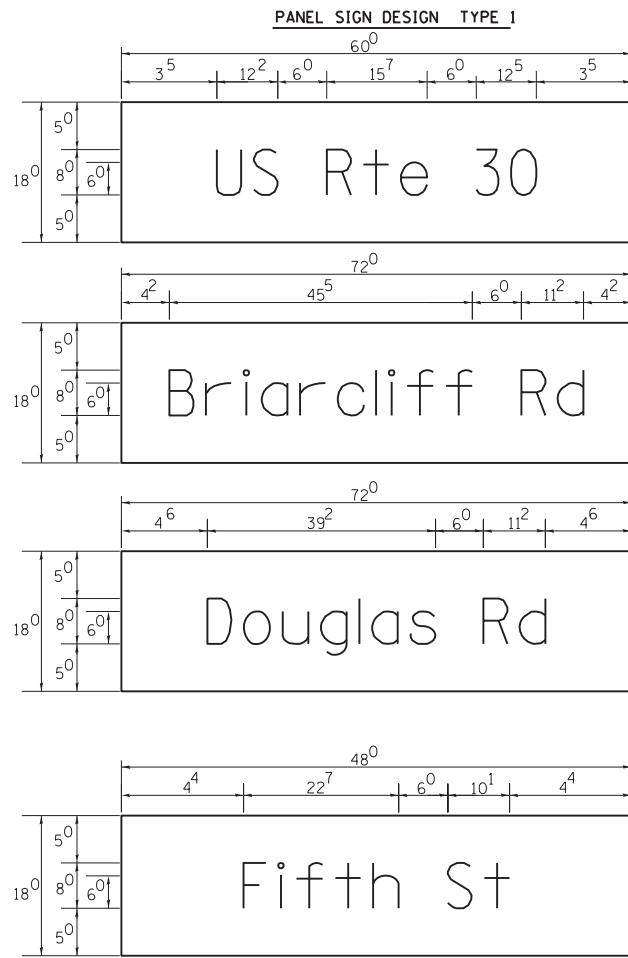 PANEL SIGN DESIGN TYPE 1
60⁰
3⁵ 12² 6⁰ 15⁷ 6⁰ 12⁵ 3⁵
18⁰ 5⁰ 8⁰ 6⁰ 5⁰
US Rte 30
72⁰
4² 45⁵ 6⁰ 11² 4²
18⁰ 5⁰ 8⁰ 6⁰ 5⁰
Briarcliff Rd
72⁰
4⁶ 39² 6⁰ 11² 4⁶
18⁰ 5⁰ 8⁰ 6⁰ 5⁰
Douglas Rd
48⁰
4⁴ 22⁷ 6⁰ 10¹ 4⁴
18⁰ 5⁰ 8⁰ 6⁰ 5⁰
Fifth St